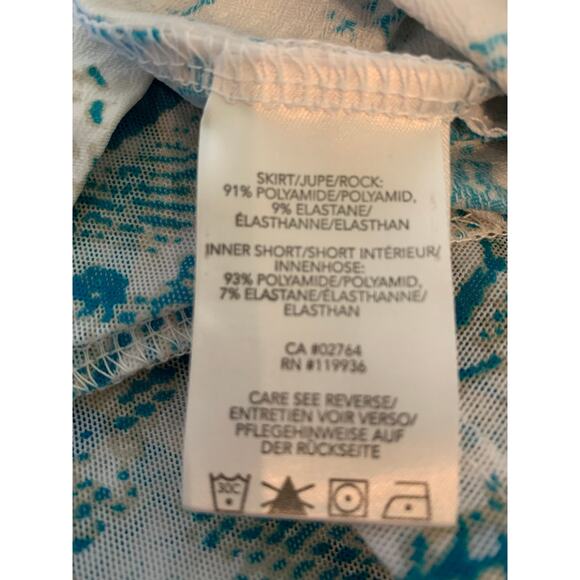 SKIRT/JUPE/ROCK:
91% POLYAMIDE/POLYAMID,
9% ELASTANE/
ÉLASTHANNE/ELASTHAN
INNER SHORT/SHORT INTÉRIEUR/
INNENHOSE:
93% POLYAMIDE/POLYAMID,
7% ELASTANE/ÉLASTHANNE/
ELASTHAN
CA #02764
RN #119936
CARE SEE REVERSE/
ENTRETIEN VOIR VERSO/
PFLEGEHINWEISE AUF
DER RÜCKSEITE
30C